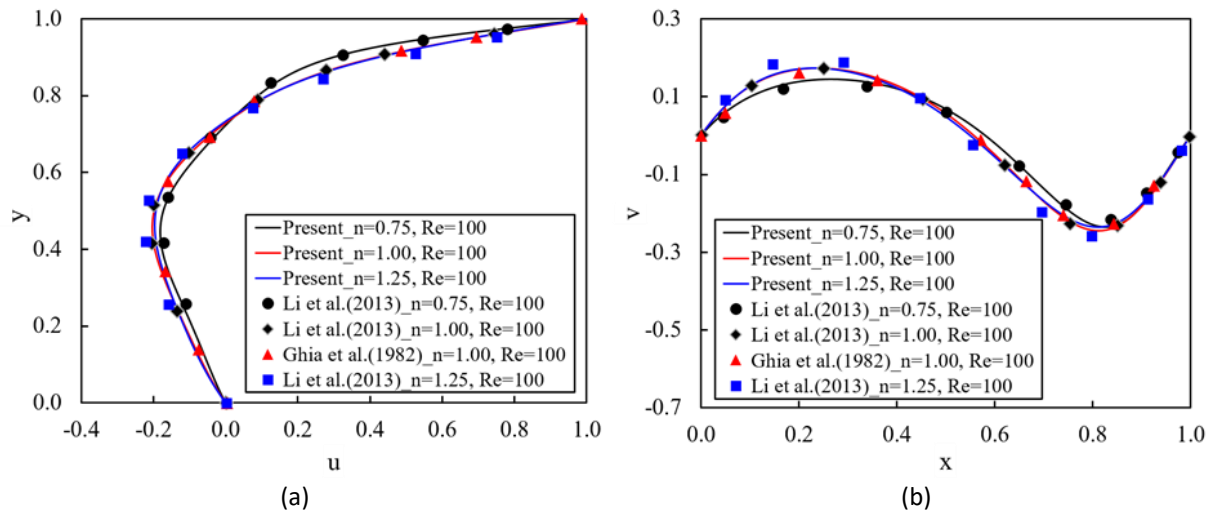 1.0
0.8
0.6
0.4
0.2
0.0
y
-0.4 -0.2 0.0 0.2 0.4 0.6 0.8 1.0
u
Present_n=0.75, Re=100
Present_n=1.00, Re=100
Present_n=1.25, Re=100
Li et al.(2013)_n=0.75, Re=100
Li et al.(2013)_n=1.00, Re=100
Ghia et al.(1982)_n=1.00, Re=100
Li et al.(2013)_n=1.25, Re=100
(a)
0.3
0.1
-0.1
-0.3
-0.5
-0.7
v
0.0 0.2 0.4 0.6 0.8 1.0
x
Present_n=0.75, Re=100
Present_n=1.00, Re=100
Present_n=1.25, Re=100
Li et al.(2013)_n=0.75, Re=100
Li et al.(2013)_n=1.00, Re=100
Ghia et al.(1982)_n=1.00, Re=100
Li et al.(2013)_n=1.25, Re=100
(b)